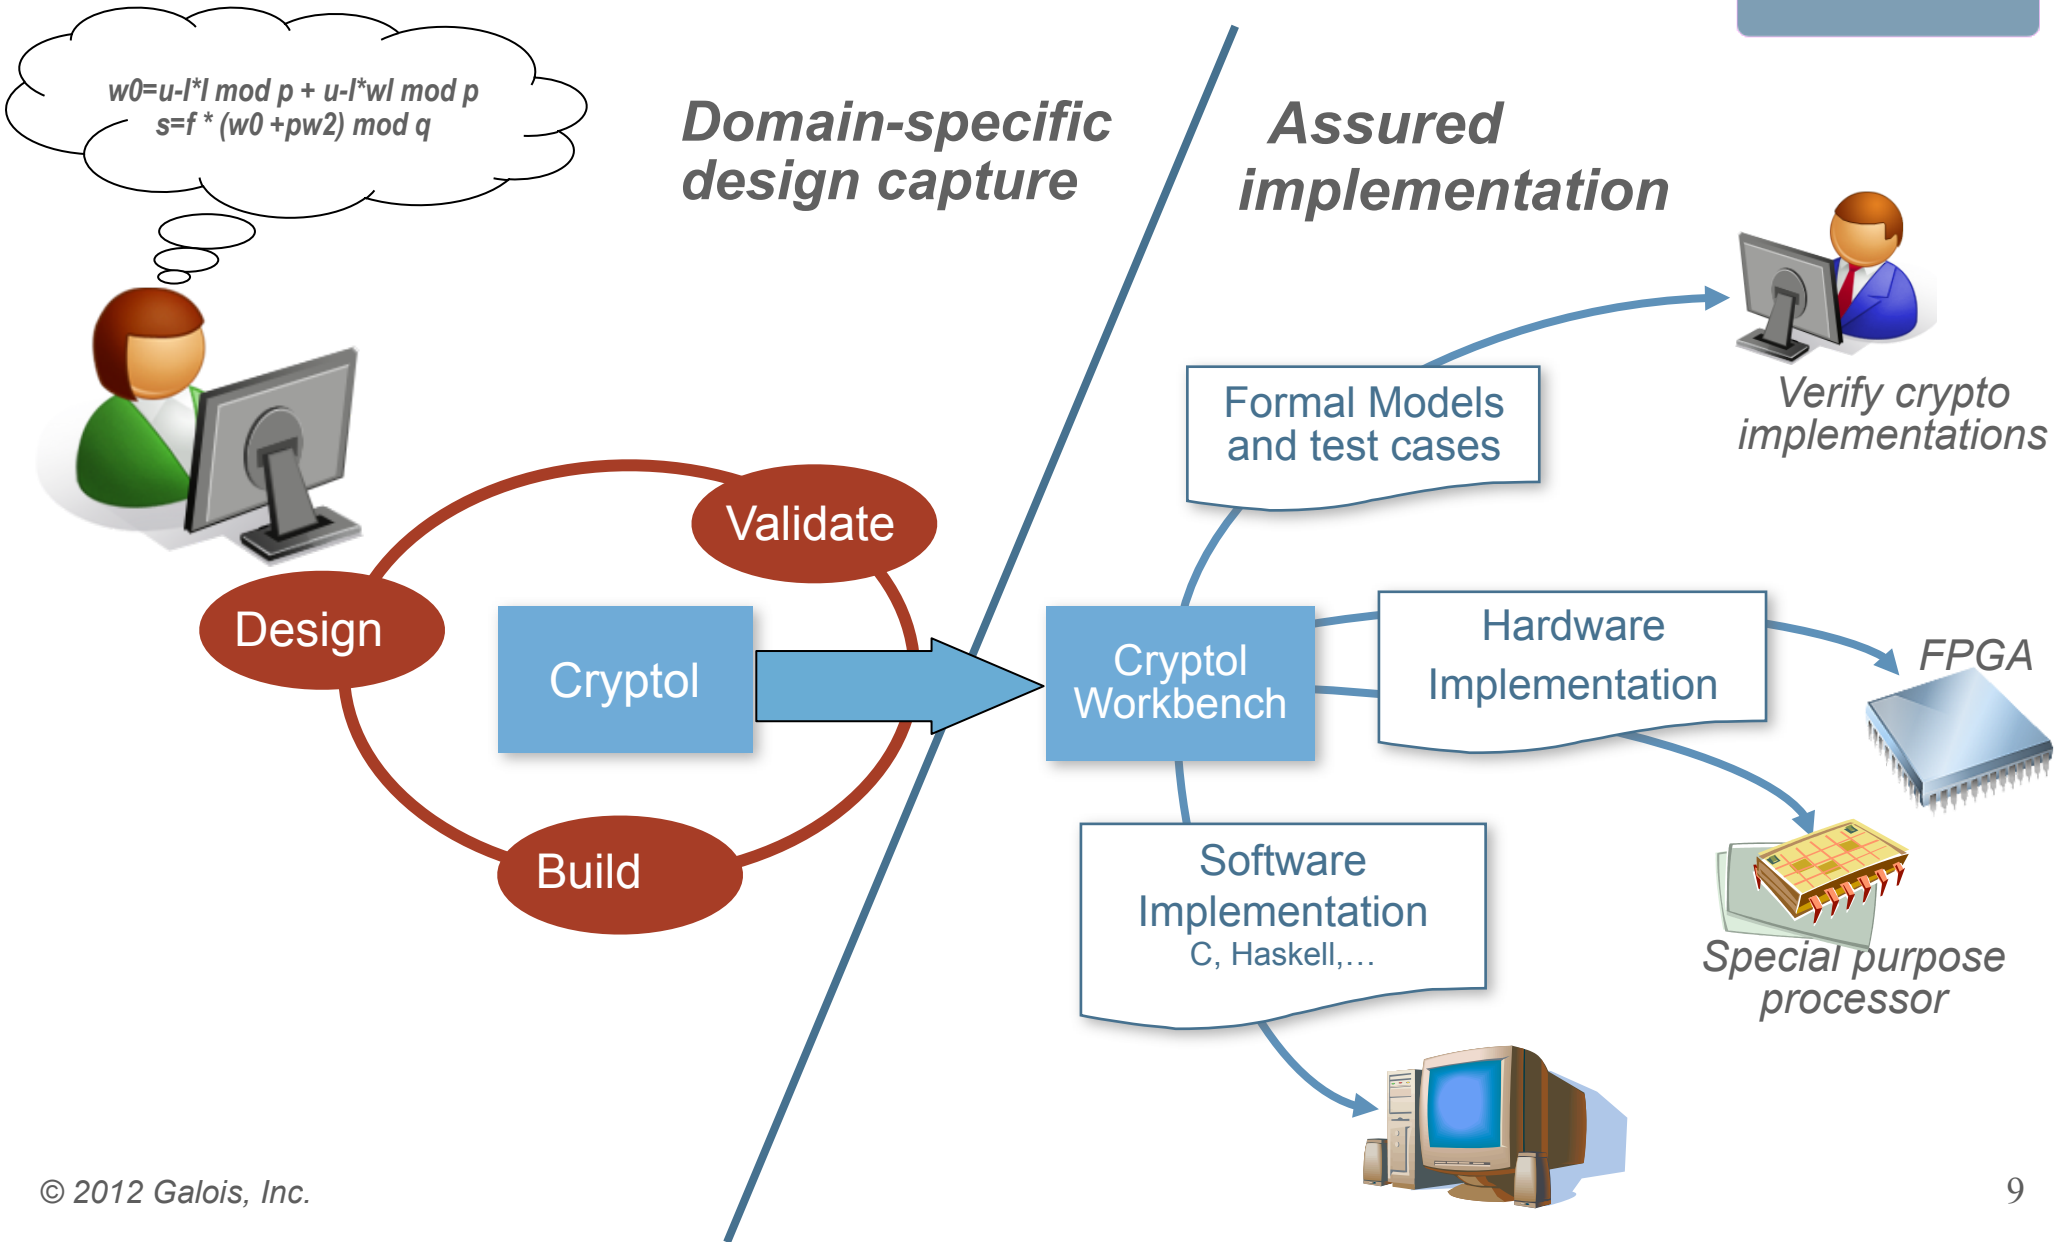 w0=u-I*I mod p + u-I*wI mod p
s=f * (w0 +pw2) mod q
Domain-specific
design capture
Assured
implementation
Verify crypto
implementations
Formal Models
and test cases
Validate
Design
Cryptol
Build
Cryptol
Workbench
Hardware
Implementation
FPGA
Software
Implementation
C, Haskell,…
Special purpose
processor
© 2012 Galois, Inc.
9